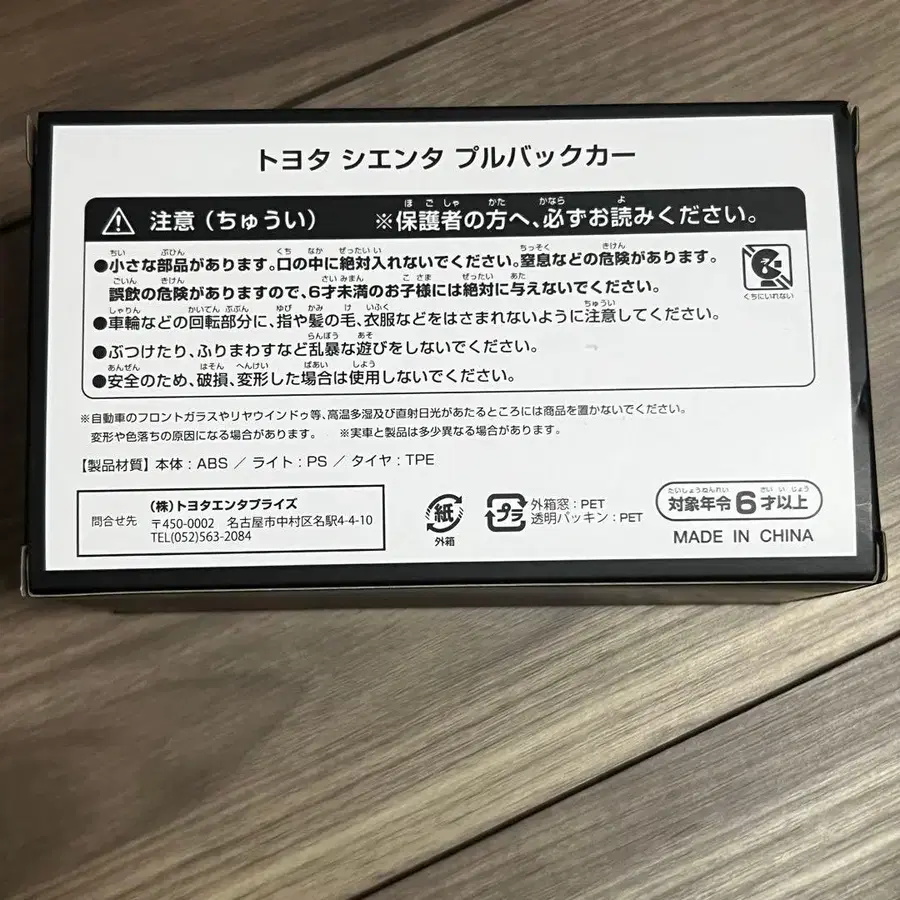 トヨタ シエンタ プルバックカー
注意(ちゅうい) ※保護者の方へ、必ずお読みください。
●小さな部品があります。口の中に絶対入れないでください。窒息などの危険があります。
誤飲の危険がありますので、6才未満のお子様には絶対に与えないでください。
くちにいれない
●車輪などの回転部分に、指や髪の毛、衣服などをはさまれないように注意してください。
●ぶつけたり、ふりまわすなど乱暴な遊びをしないでください。
●安全のため、破損、変形した場合は使用しないでください。
※自動車のフロントガラスやリヤウインドゥ等、高温多湿及び直射日光があたるところには商品を置かないでください。
変形や色落ちの原因になる場合があります。 ※実車と製品は多少異なる場合があります。
【製品材質】本体:ABS / ライト:PS / タイヤ:TPE
問合せ先
(株)トヨタエンタプライズ
〒450-0002 名古屋市中村区名駅4-4-10
TEL(052)563-2084
紙
外箱
プラ
外箱窓:PET
透明パッキン:PET
対象年令6才以上
MADE IN CHINA